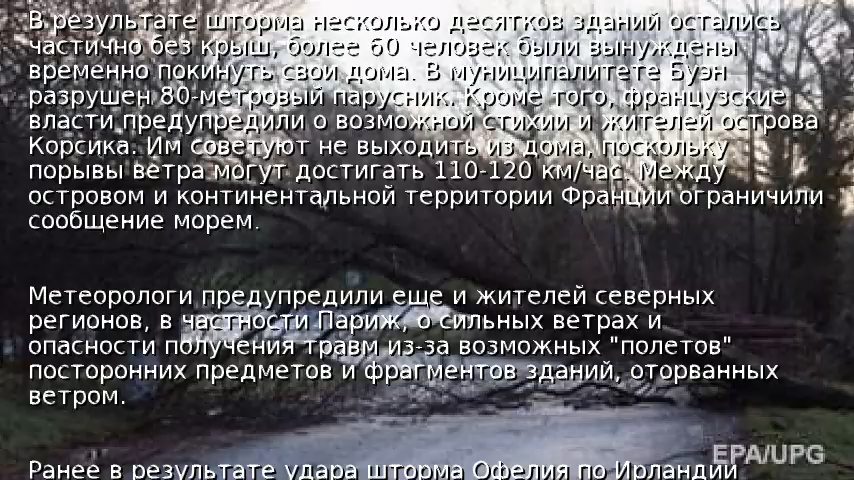 В результате шторма несколько десятков зданий остались
частично без крыш, более 60 человек были вынуждены
временно покинуть свои дома. В муниципалитете Буэн
разрушен 80-метровый парусник. Кроме того, французские
власти предупредили о возможной стихии и жителей острова
Корсика. Им советуют не выходить из дома, поскольку
порывы ветра могут достигать 110-120 км/час. Между
островом и континентальной территории Франции ограничили
сообщение морем.
Метеорологи предупредили еще и жителей северных
регионов, в частности Париж, о сильных ветрах и
опасности получения травм из-за возможных "полетов"
посторонних предметов и фрагментов зданий, оторванных
ветром.
Ранее в результате удара шторма Офелия по Ирландии
EPA/UPG